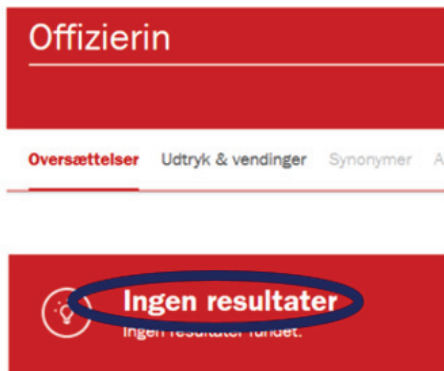 Offizierin
Oversættelser Udtryk & vendinger Synonymer A
Ingen resultater
Ingen resultater fundet.